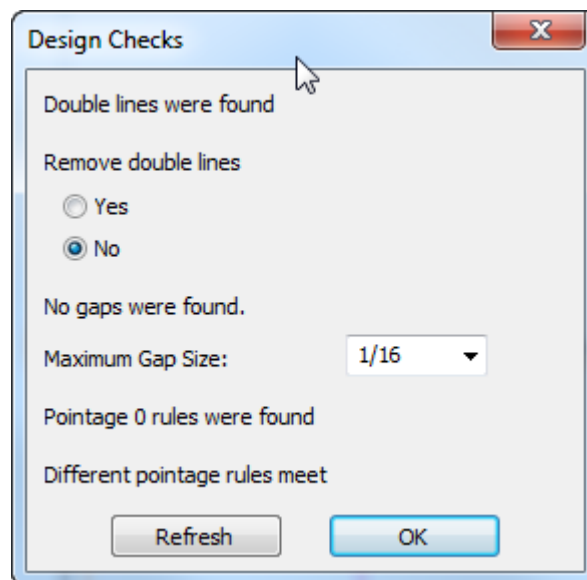 Design Checks
Double lines were found
Remove double lines
Yes
No
No gaps were found.
Maximum Gap Size: 1/16
Pointage 0 rules were found
Different pointage rules meet
Refresh OK